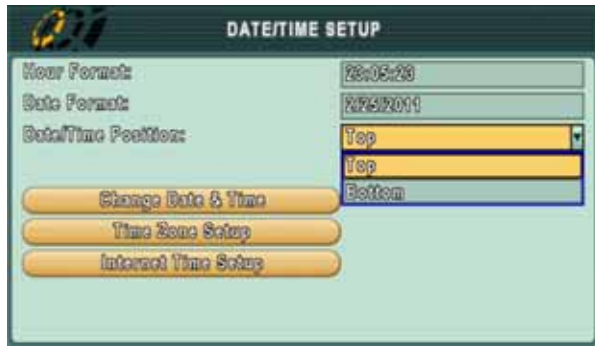 DATE/TIME SETUP
Hour Format: 23:05:23
Date Format: 2/25/2011
Date/Time Position: Top
Top
Bottom
Change Date & Time
Time Zone Setup
Internet Time Setup